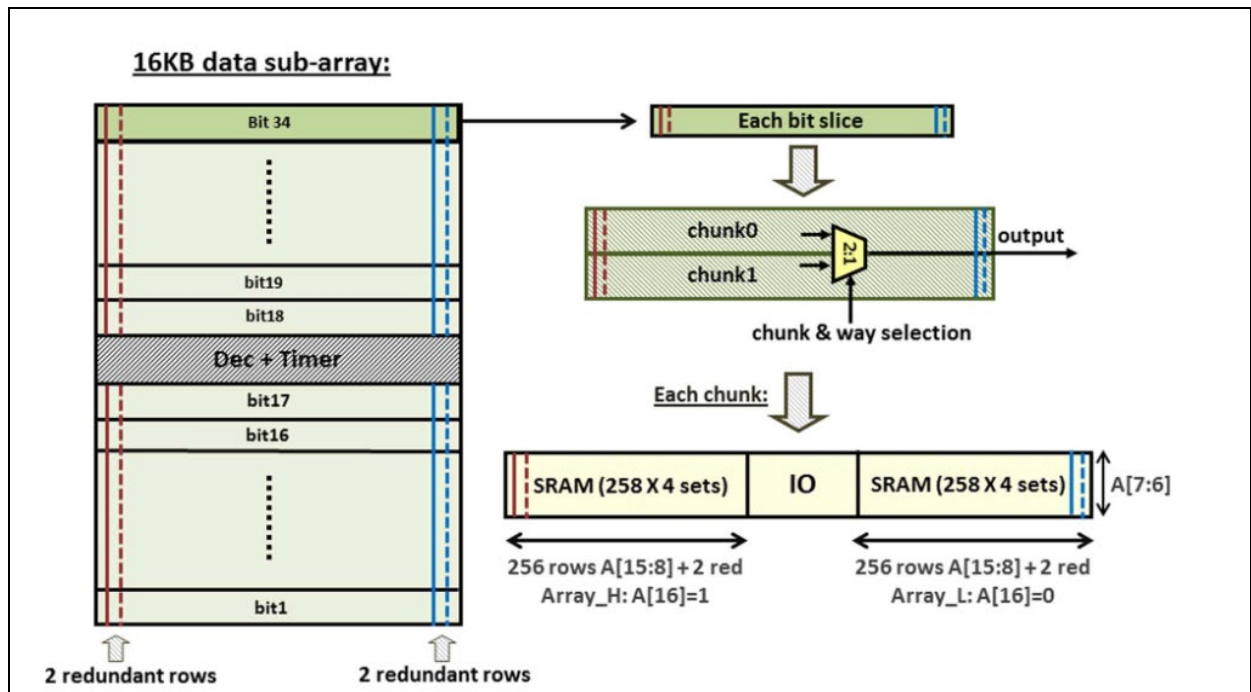 16KB data sub-array:
Bit 34
bit19
bit18
Dec + Timer
bit17
bit16
bit1
2 redundant rows
2 redundant rows
Each bit slice
chunk0
chunk1
2:1
output
chunk & way selection
Each chunk:
SRAM (258 X 4 sets)
IO
SRAM (258 X 4 sets)
A[7:6]
256 rows A[15:8] + 2 red
Array_H: A[16]=1
256 rows A[15:8] + 2 red
Array_L: A[16]=0